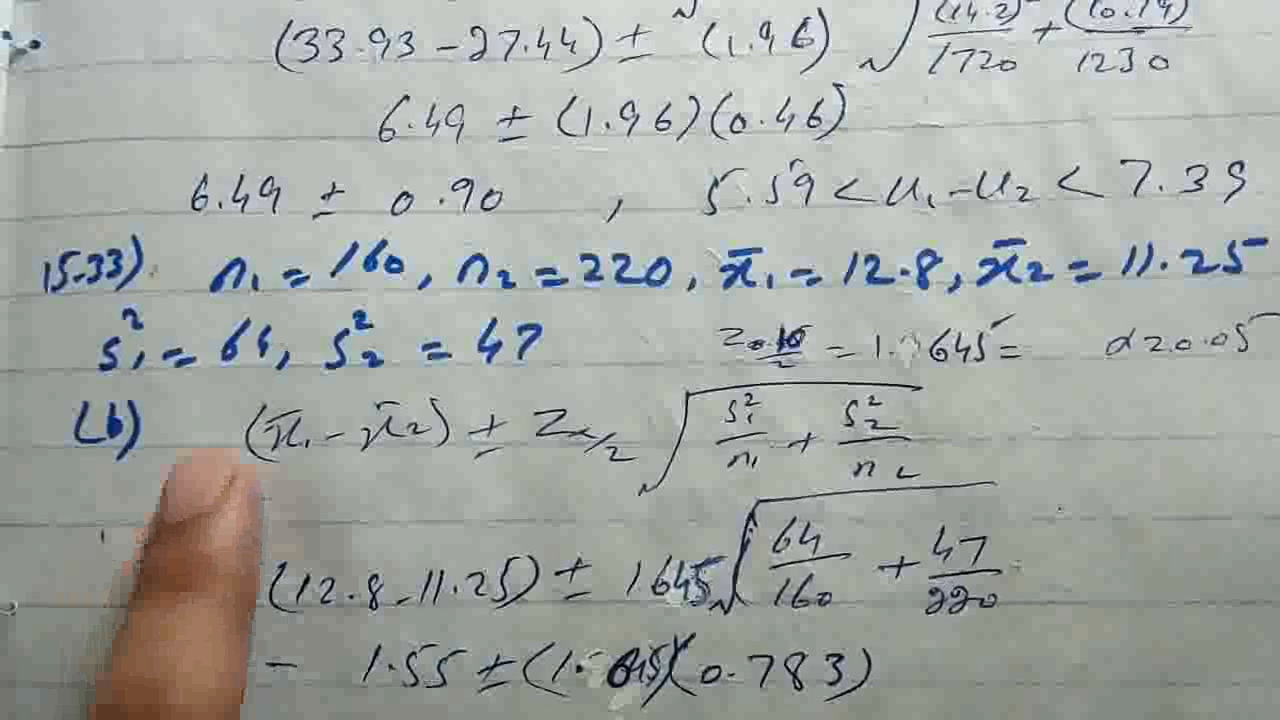 (33.93 - 27.44) ± (1.96) √ (14.2)² / 1720 + (10.14) / 1230
6.49 ± (1.96)(0.46)
6.49 ± 0.90 , 5.59 < u₁ - u₂ < 7.39
15.33) n₁ = 160, n₂ = 220, x̄₁ = 12.8, x̄₂ = 11.25
s₁² = 64, s₂² = 47 = 1.645 = α 0.05
(b) (x̄₁ - x̄₂) ± Z α/2 √ s₁²/n₁ + s₂²/n₂
(12.8 - 11.25) ± 1645 √ 64/160 + 47/220
- 1.55 ± (1.645)(0.783)